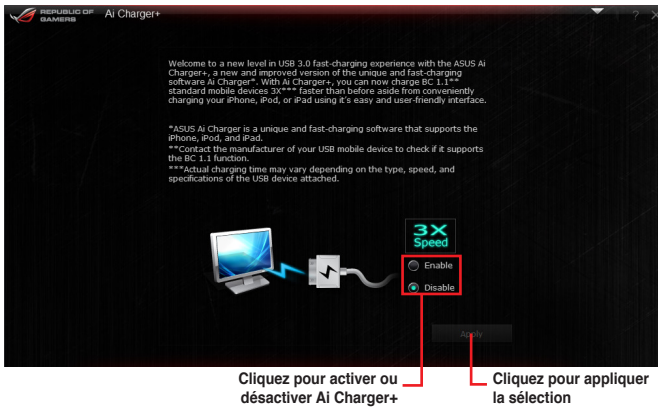 REPUBLIC OF
GAMERS
Ai Charger+
?
Welcome to a new level in USB 3.0 fast-charging experience with the ASUS Ai
Charger+, a new and improved version of the unique and fast-charging
software Ai Charger*. With Ai Charger+, you can now charge BC 1.1**
standard mobile devices 3X*** faster than before aside from conveniently
charging your iPhone, iPod, or iPad using it's easy and user-friendly interface.
*ASUS Ai Charger is a unique and fast-charging software that supports the
iPhone, iPod, and iPad.
**Contact the manufacturer of your USB mobile device to check if it supports
the BC 1.1 function.
***Actual charging time may vary depending on the type, speed, and
specifications of the USB device attached.
3X
Speed
Enable
Disable
Apply
Cliquez pour activer ou
désactiver Ai Charger+
Cliquez pour appliquer
la sélection